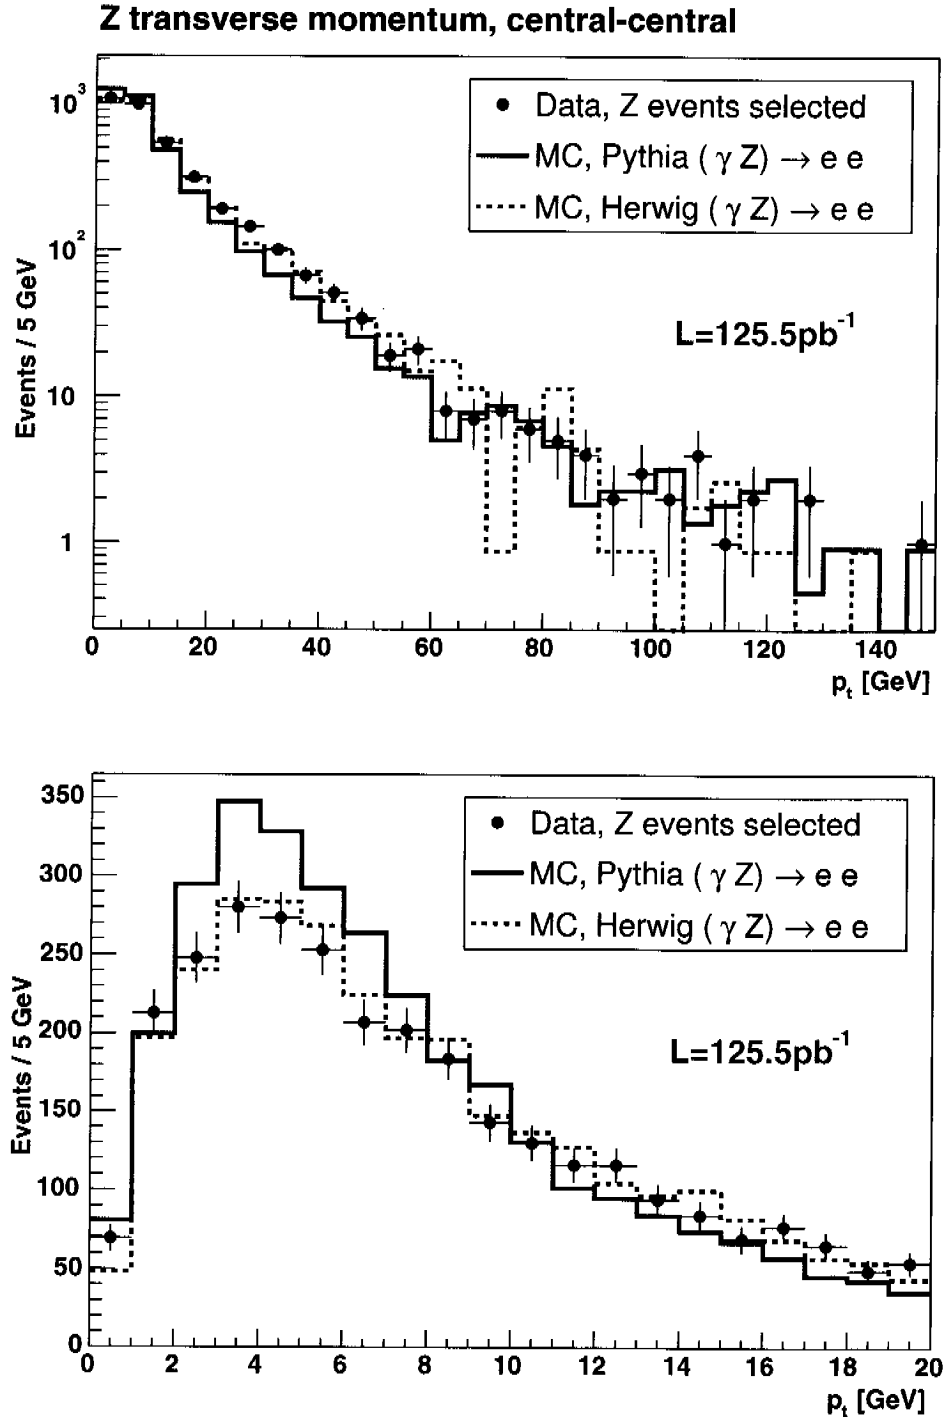 Z transverse momentum, central-central
Events / 5 GeV
10³
10²
10
1
Data, Z events selected
MC, Pythia ( γ Z) → e e
MC, Herwig ( γ Z) → e e
L=125.5pb⁻¹
0 20 40 60 80 100 120 140
pₜ [GeV]
Events / 5 GeV
350
300
250
200
150
100
50
0
Data, Z events selected
MC, Pythia ( γ Z) → e e
MC, Herwig ( γ Z) → e e
L=125.5pb⁻¹
0 2 4 6 8 10 12 14 16 18 20
pₜ [GeV]